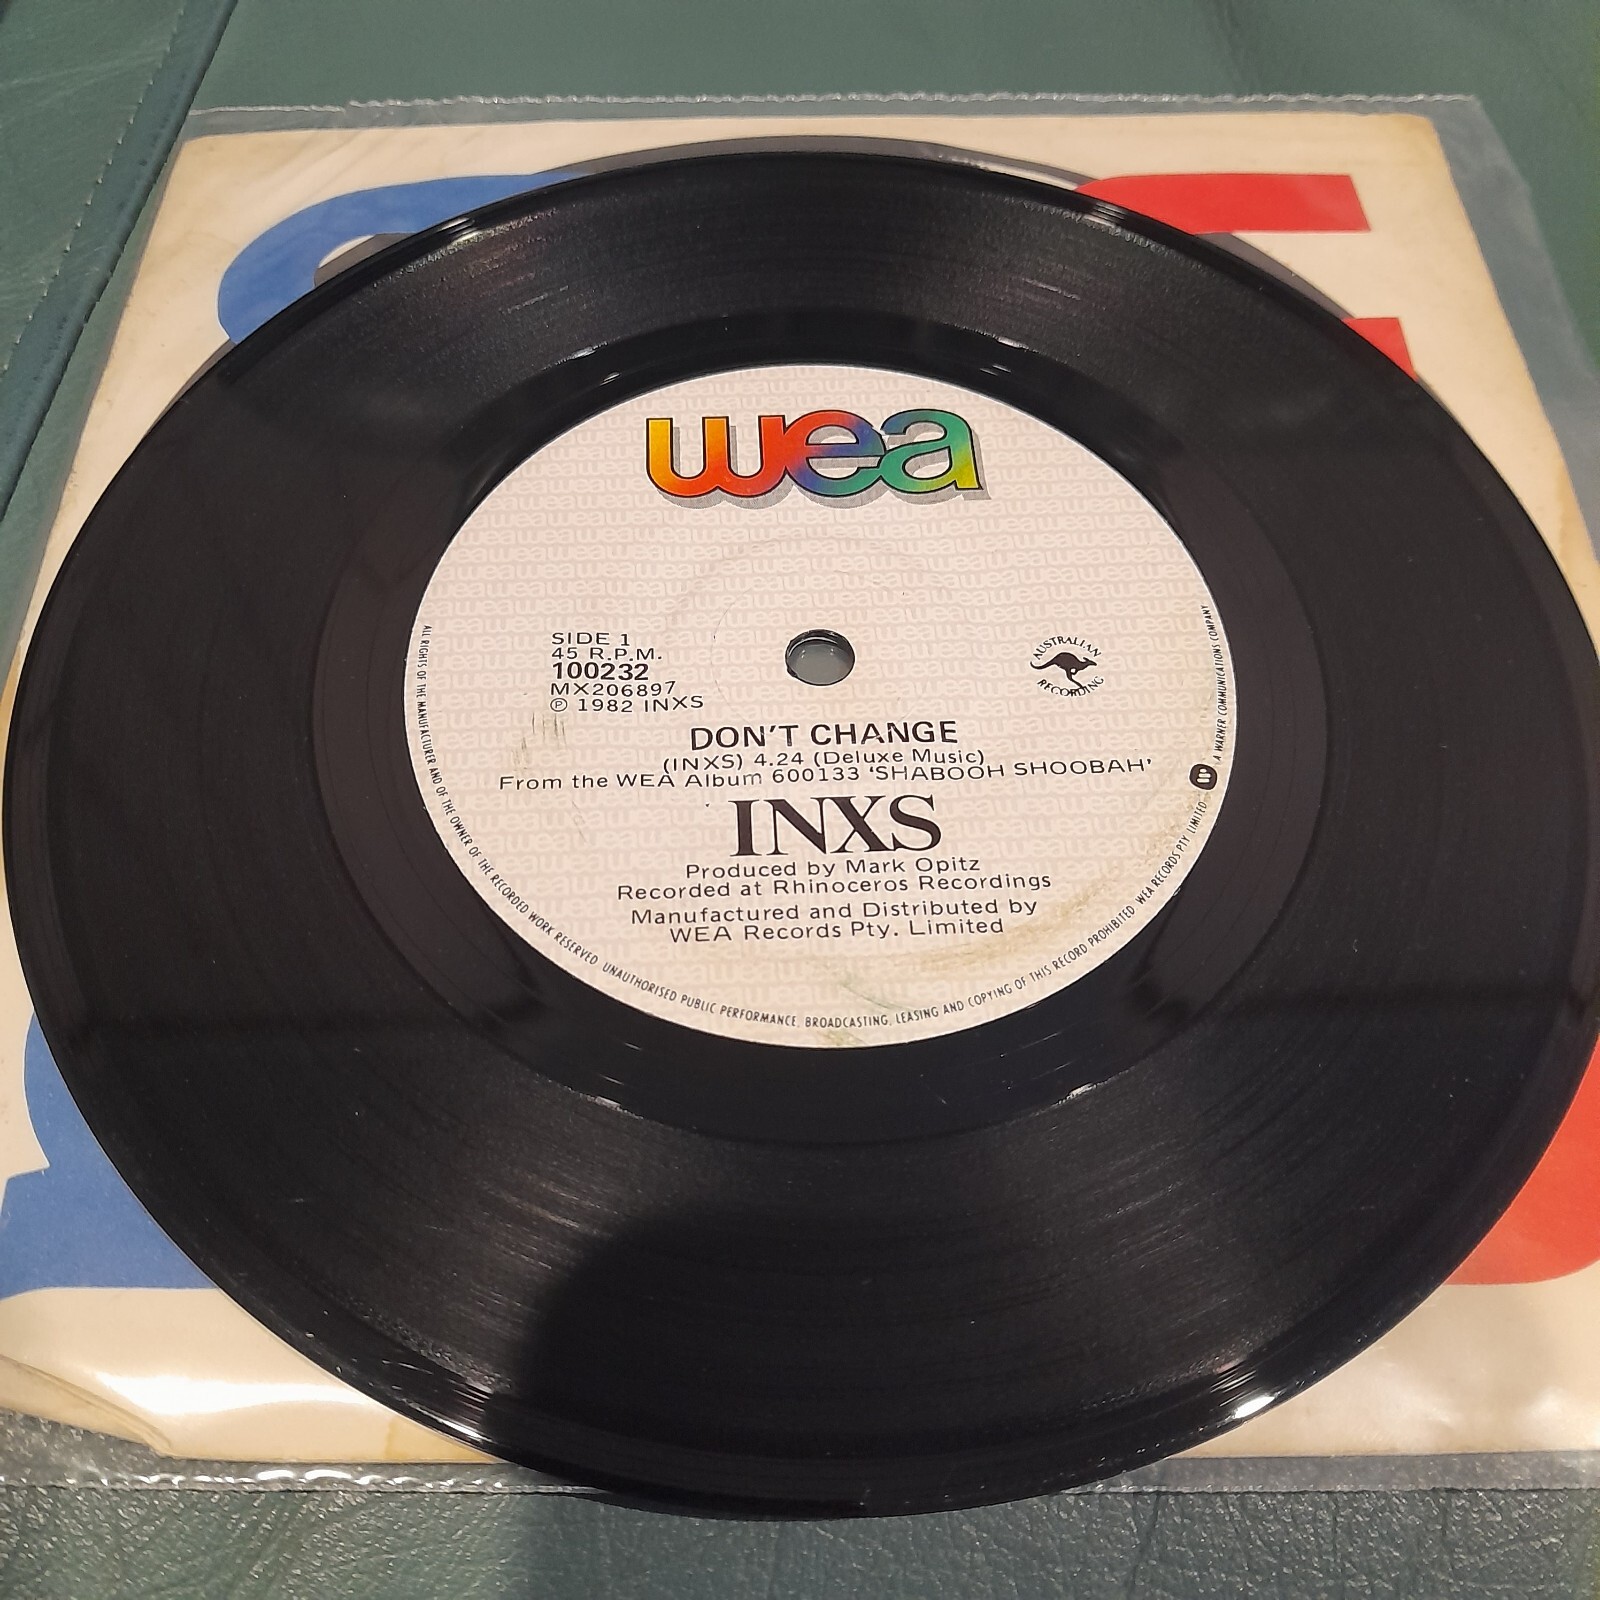 wea
SIDE 1
45 R.P.M.
100232
MX206897
℗ 1982 INXS
AUSTRALIAN
RECORDING
DON'T CHANGE
(INXS) 4.24 (Deluxe Music)
From the WEA Album 600133 'SHABOOH SHOOBAH'
INXS
Produced by Mark Opitz
Recorded at Rhinoceros Recordings
Manufactured and Distributed by
WEA Records Pty. Limited
ALL RIGHTS OF THE MANUFACTURER AND OF THE OWNER OF THE RECORDED WORK RESERVED UNAUTHORISED PUBLIC PERFORMANCE, BROADCASTING, LEASING AND COPYING OF THIS RECORD PROHIBITED WEA RECORDS PTY. LIMITED A WARNER COMMUNICATIONS COMPANY